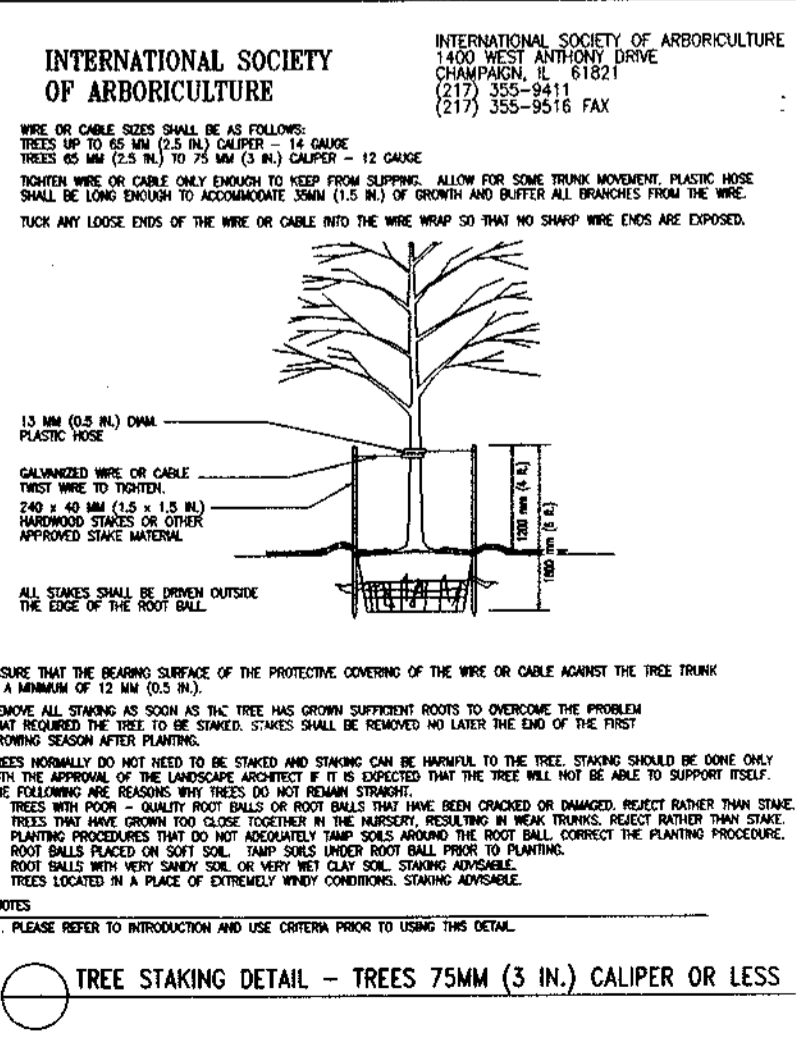 INTERNATIONAL SOCIETY
OF ARBORICULTURE
INTERNATIONAL SOCIETY OF ARBORICULTURE
1400 WEST ANTHONY DRIVE
CHAMPAIGN, IL 61821
(217) 355-9411
(217) 355-9516 FAX
WIRE OR CABLE SIZES SHALL BE AS FOLLOWS:
TREES UP TO 65 MM (2.5 IN.) CALIPER - 14 GAUGE
TREES 65 MM (2.5 IN.) TO 75 MM (3 IN.) CALIPER - 12 GAUGE
TIGHTEN WIRE OR CABLE ONLY ENOUGH TO KEEP FROM SLIPPING. ALLOW FOR SOME TRUNK MOVEMENT. PLASTIC HOSE
SHALL BE LONG ENOUGH TO ACCOMMODATE 35MM (1.5 IN.) OF GROWTH AND BUFFER ALL BRANCHES FROM THE WIRE.
TUCK ANY LOOSE ENDS OF THE WIRE OR CABLE INTO THE WIRE WRAP SO THAT NO SHARP WIRE ENDS ARE EXPOSED.
13 MM (0.5 IN.) DIAM.
PLASTIC HOSE
GALVANIZED WIRE OR CABLE
TWIST WIRE TO TIGHTEN.
240 x 40 MM (1.5 x 1.5 IN.)
HARDWOOD STAKES OR OTHER
APPROVED STAKE MATERIAL
1200 mm (4 ft.)
1800 mm (6 ft.)
ALL STAKES SHALL BE DRIVEN OUTSIDE
THE EDGE OF THE ROOT BALL.
SURE THAT THE BEARING SURFACE OF THE PROTECTIVE COVERING OF THE WIRE OR CABLE AGAINST THE TREE TRUNK
A MINIMUM OF 12 MM (0.5 IN.).
EMOVE ALL STAKING AS SOON AS THE TREE HAS GROWN SUFFICIENT ROOTS TO OVERCOME THE PROBLEM
HAT REQUIRED THE TREE TO BE STAKED. STAKES SHALL BE REMOVED NO LATER THE END OF THE FIRST
ROWING SEASON AFTER PLANTING.
EES NORMALLY DO NOT NEED TO BE STAKED AND STAKING CAN BE HARMFUL TO THE TREE. STAKING SHOULD BE DONE ONLY
TH THE APPROVAL OF THE LANDSCAPE ARCHITECT IF IT IS EXPECTED THAT THE TREE WILL NOT BE ABLE TO SUPPORT ITSELF.
E FOLLOWING ARE REASONS WHY TREES DO NOT REMAIN STRAIGHT.
TREES WITH POOR - QUALITY ROOT BALLS OR ROOT BALLS THAT HAVE BEEN CRACKED OR DAMAGED. REJECT RATHER THAN STAKE.
TREES THAT HAVE GROWN TOO CLOSE TOGETHER IN THE NURSERY, RESULTING IN WEAK TRUNKS. REJECT RATHER THAN STAKE.
PLANTING PROCEDURES THAT DO NOT ADEQUATELY TAMP SOILS AROUND THE ROOT BALL. CORRECT THE PLANTING PROCEDURE.
ROOT BALLS PLACED ON SOFT SOIL. TAMP SOILS UNDER ROOT BALL PRIOR TO PLANTING.
ROOT BALLS WITH VERY SANDY SOIL OR VERY WET CLAY SOIL. STAKING ADVISABLE.
TREES LOCATED IN A PLACE OF EXTREMELY WINDY CONDITIONS. STAKING ADVISABLE.
OTES
. PLEASE REFER TO INTRODUCTION AND USE CRITERIA PRIOR TO USING THIS DETAIL.
TREE STAKING DETAIL - TREES 75MM (3 IN.) CALIPER OR LESS